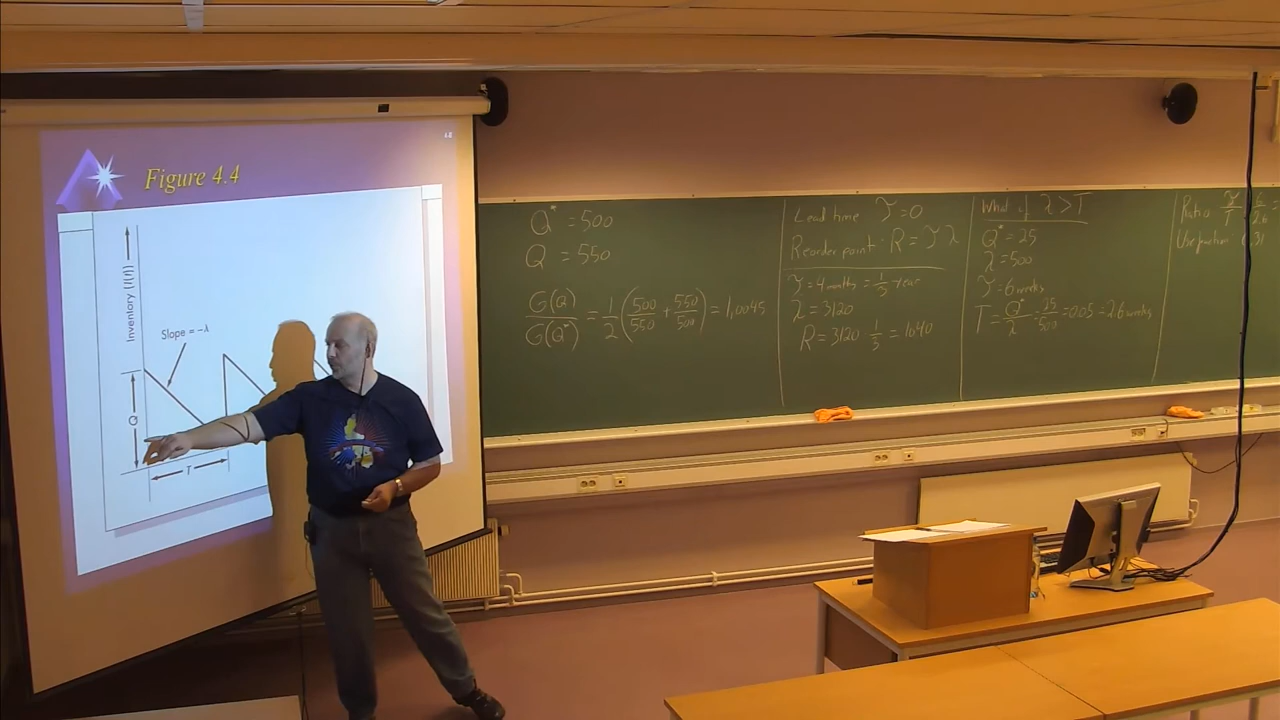 Figure 4.4
Inventory (I(t))
Slope = -λ
Q
T
Q* = 500
Q = 550
G(Q)/G(Q*) = 1/2 (500/550 + 550/500) = 1,0045
Lead time τ = 0
Reorder point: R = τ λ
τ = 4 months = 1/3 year
λ = 3120
R = 3120 · 1/3 = 1040
What if λ > T
Q* = 25
λ = 500
τ = 6 weeks
T = Q*/λ = 25/500 = 0.05 = 2.6 weeks
Ratio τ/T
Use fraction